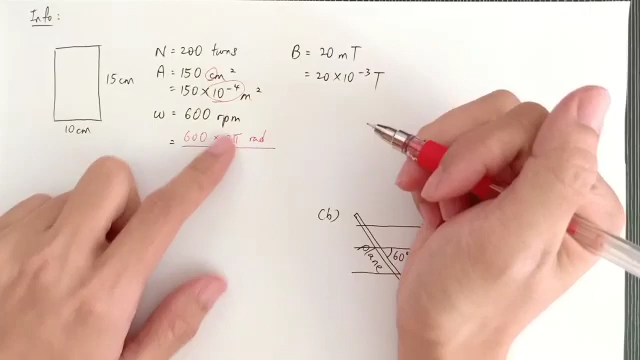 Info:
N = 200 turns
A = 150 cm²
= 150 × 10⁻⁴ m²
15 cm
10 cm
ω = 600 rpm
= 600 × 2π rad
B = 20 mT
= 20 × 10⁻³ T
(b)
plane
60°